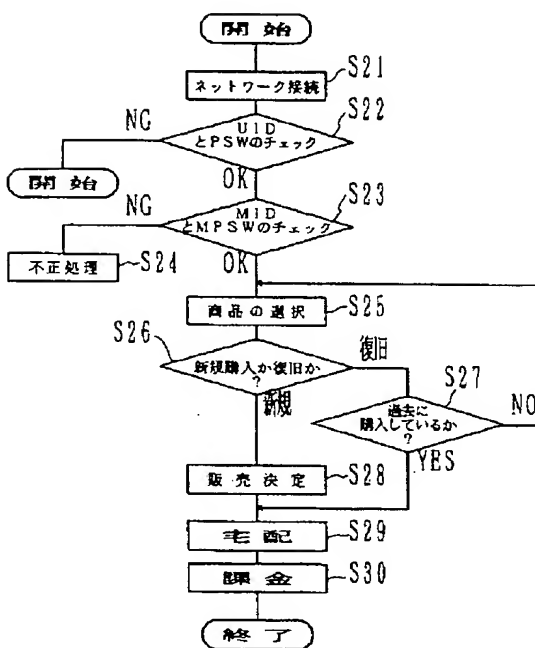 開始
ネットワーク接続
S21
S22
NG
UID
とPSWのチェック
開始
OK
S23
NG
MID
とMPSWのチェック
不正処理
S24
OK
商品の選択
S25
S26
新規購入か復旧か
?
復旧
新規
S27
過去に
購入しているか
?
NO
YES
販売決定
S28
宅配
S29
課金
S30
終了